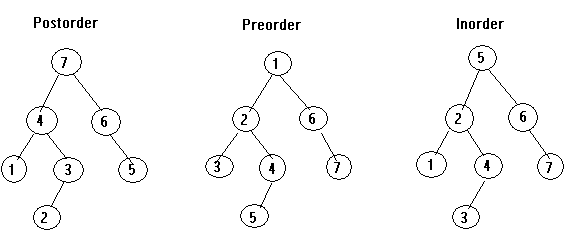 Postorder Preorder Inorder
7 1 5
4 6 2 6 2 6
1 3 5 3 4 7 1 4 7
2 5 3